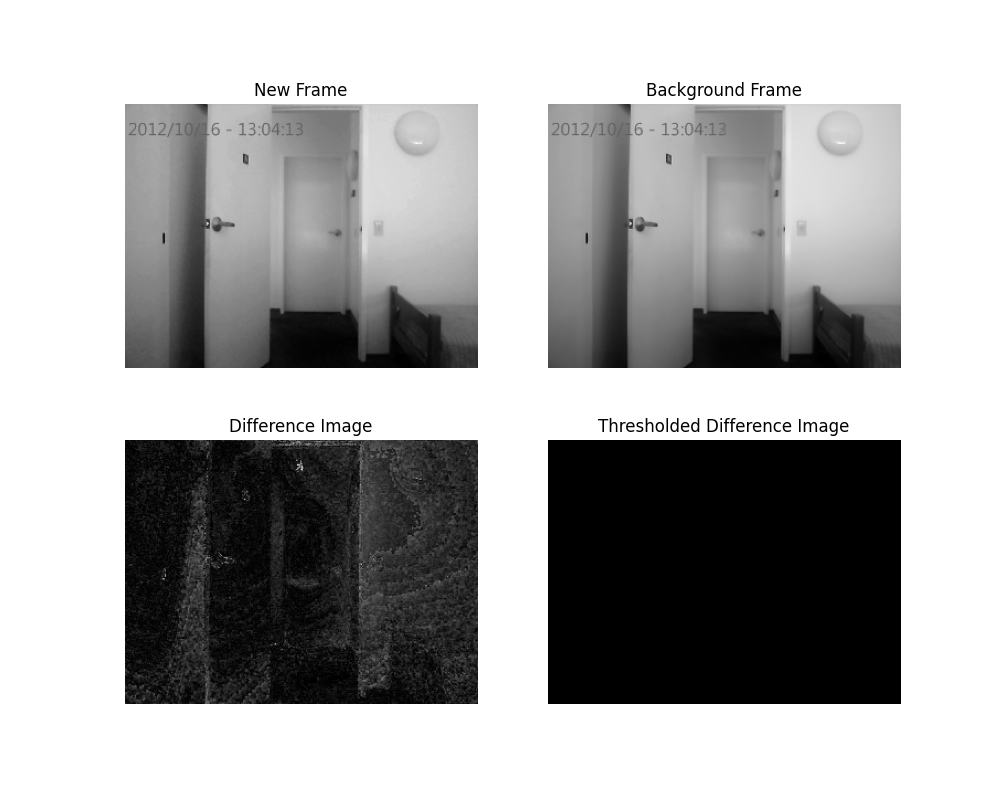 New Frame
Background Frame
2012/10/16 - 13:04:13
2012/10/16 - 13:04:13
Difference Image
Thresholded Difference Image